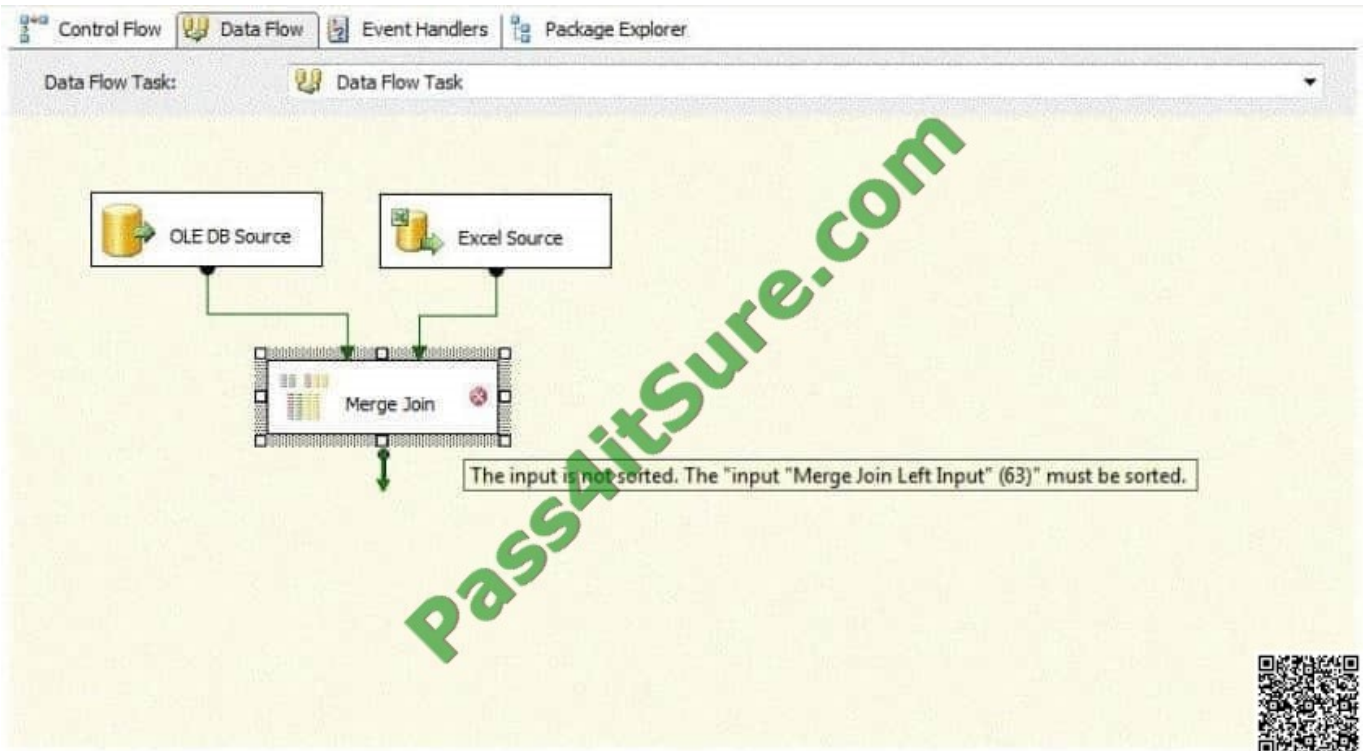 Control Flow Data Flow Event Handlers Package Explorer
Data Flow Task: Data Flow Task
OLE DB Source Excel Source
Merge Join
The input is not sorted. The "input "Merge Join Left Input" (63)" must be sorted.
Pass4itSure.com